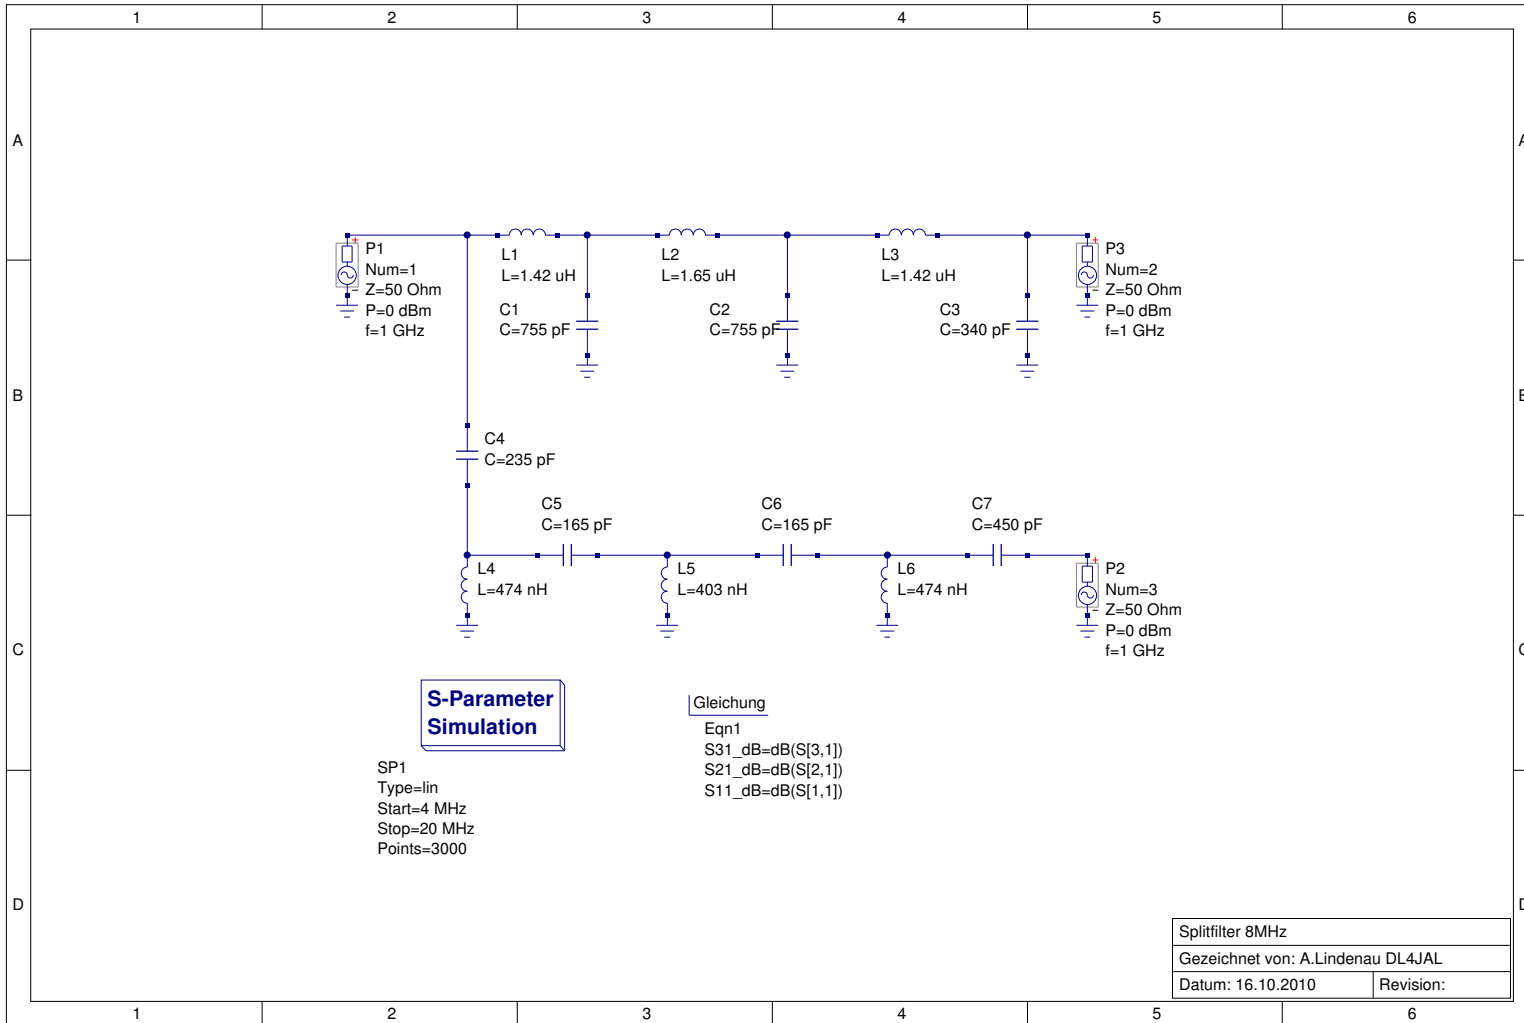 1 2 3 4 5 6
A
A
P1
Num=1
Z=50 Ohm
P=0 dBm
f=1 GHz
L1
L=1.42 uH
L2
L=1.65 uH
L3
L=1.42 uH
P3
Num=2
Z=50 Ohm
P=0 dBm
f=1 GHz
C1
C=755 pF
C2
C=755 pF
C3
C=340 pF
B
C4
C=235 pF
C5
C=165 pF
C6
C=165 pF
C7
C=450 pF
L4
L=474 nH
L5
L=403 nH
L6
L=474 nH
P2
Num=3
Z=50 Ohm
P=0 dBm
f=1 GHz
C
S-Parameter
Simulation
SP1
Type=lin
Start=4 MHz
Stop=20 MHz
Points=3000
Gleichung
Eqn1
S31_dB=dB(S[3,1])
S21_dB=dB(S[2,1])
S11_dB=dB(S[1,1])
D
Splitfilter 8MHz
Gezeichnet von: A.Lindenau DL4JAL
Datum: 16.10.2010 Revision:
1 2 3 4 5 6